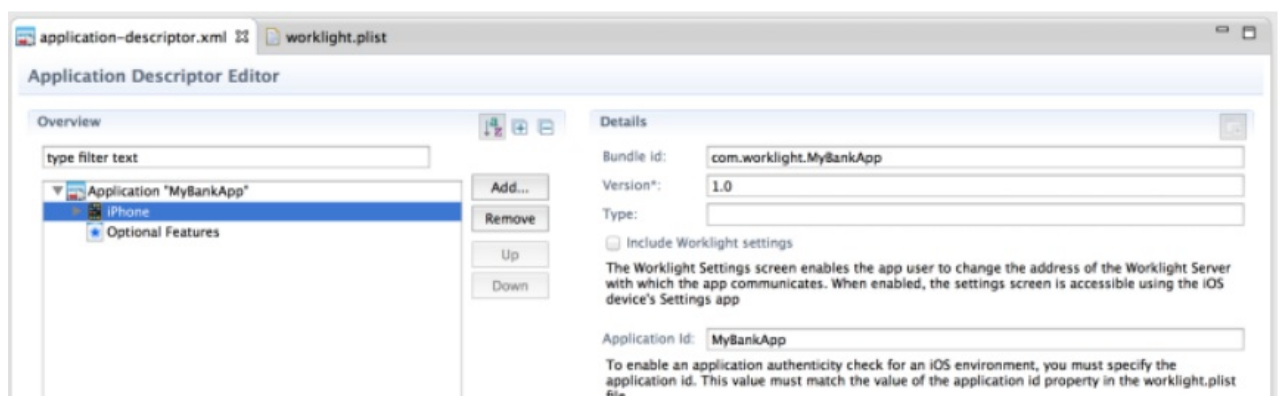 application-descriptor.xml
worklight.plist
Application Descriptor Editor
Overview
type filter text
Application "MyBankApp"
iPhone
Optional Features
Add...
Remove
Up
Down
Details
Bundle id:
com.worklight.MyBankApp
Version*:
1.0
Type:
Include Worklight settings
The Worklight Settings screen enables the app user to change the address of the Worklight Server
with which the app communicates. When enabled, the settings screen is accessible using the iOS
device's Settings app
Application Id:
MyBankApp
To enable an application authenticity check for an iOS environment, you must specify the
application id. This value must match the value of the application id property in the worklight.plist